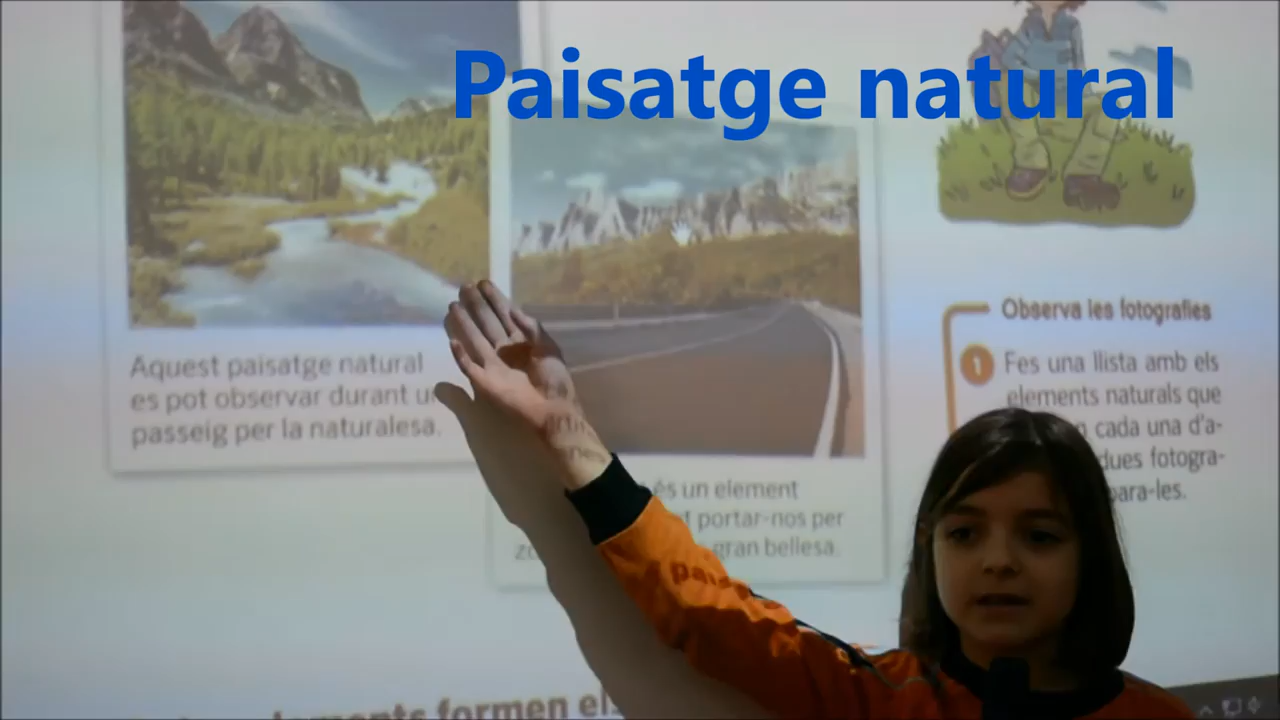 Paisatge natural
Aquest paisatge natural
es pot observar durant
passeig per la naturalesa.
és un element
portar-nos per
gran bellesa.
Observa les fotografies
1 Fes una llista amb els
elements naturals que
cada una d'a-
dues fotogra-
para-les.
formen